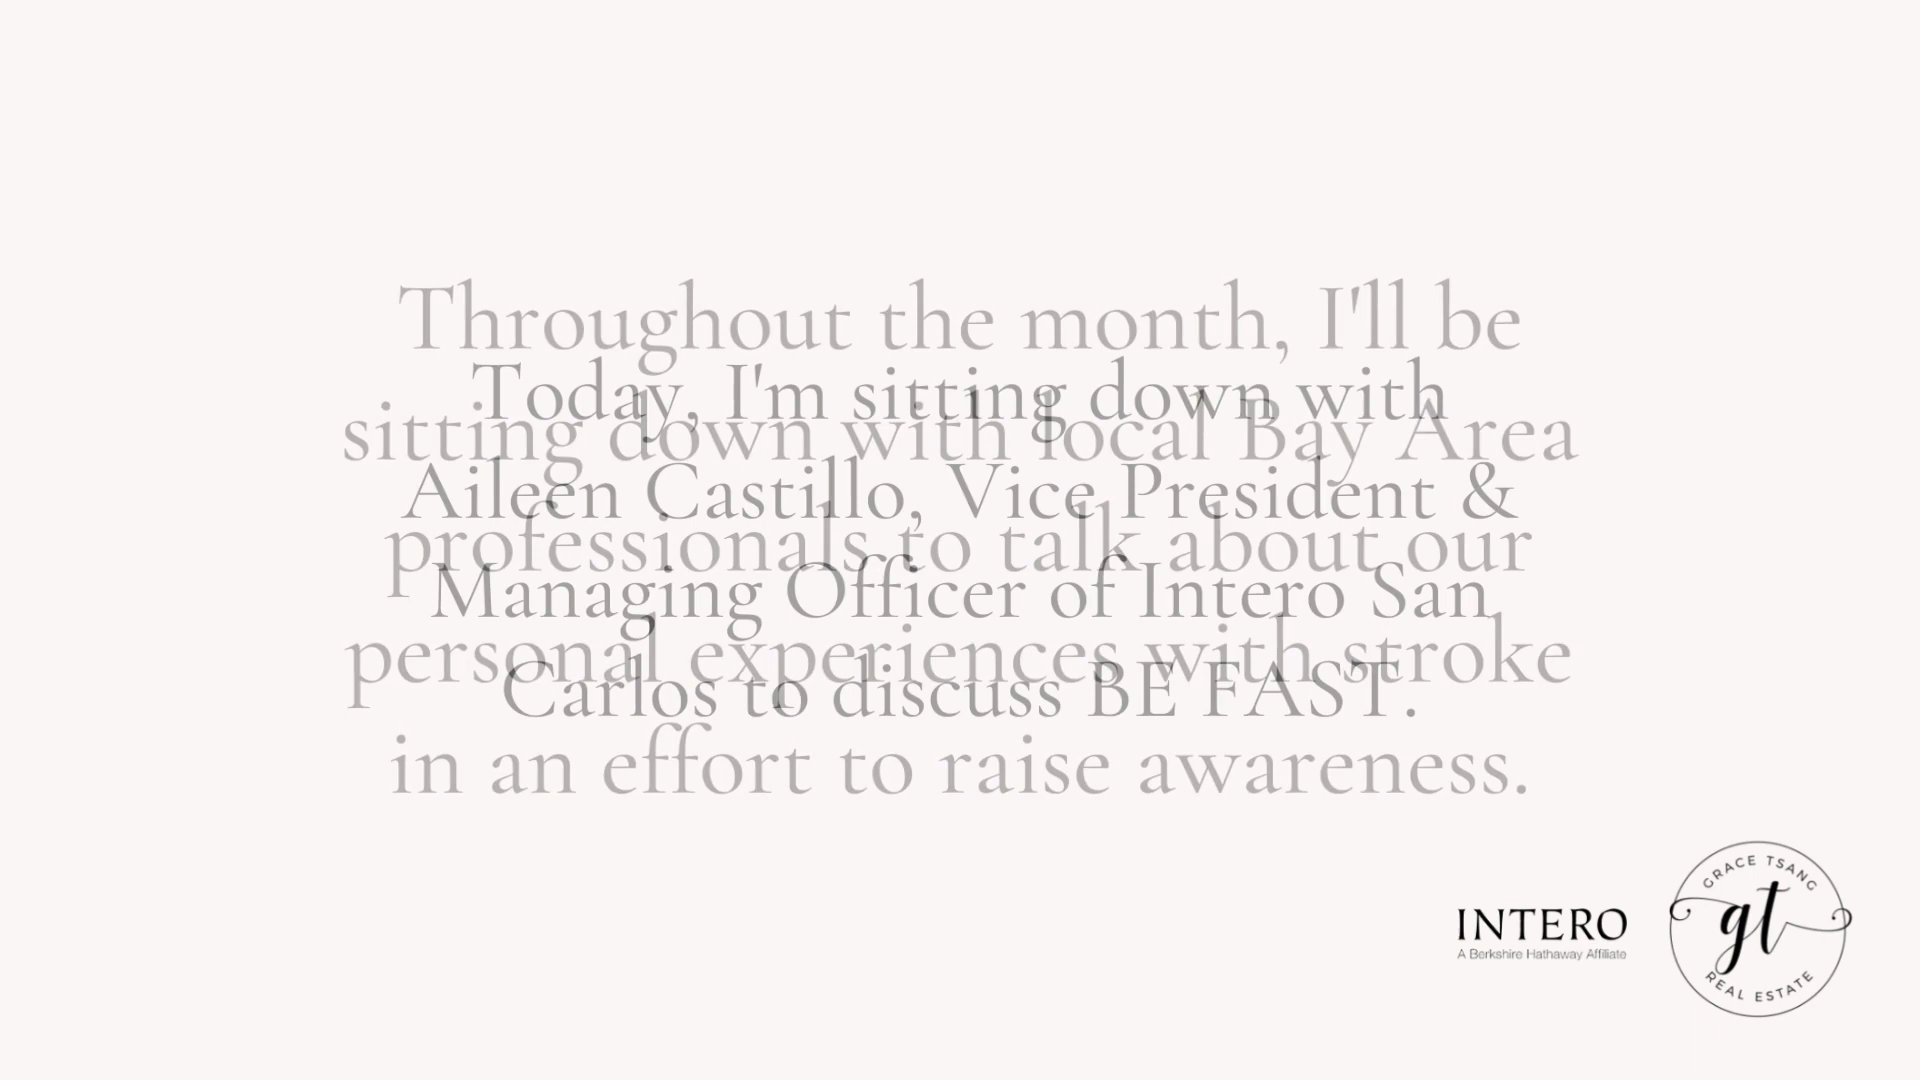 Throughout the month, I'll be
sitting down with local Bay Area
professionals to talk about our
personal experiences with stroke
in an effort to raise awareness.
Today, I'm sitting down with
Aileen Castillo, Vice President &
Managing Officer of Intero San
Carlos to discuss BE FAST.
INTERO
A Berkshire Hathaway Affiliate
GRACE TSANG
gt
REAL ESTATE